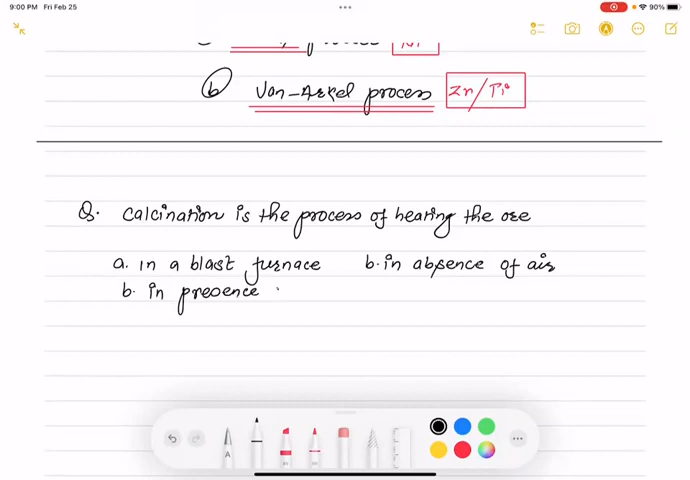 9:00 PM Fri Feb 25
90%
process
b Van-Arkel process Zr/Ti
Q. Calcination is the process of heating the ore
a. in a blast furnace b. in absence of air
b. in presence
A